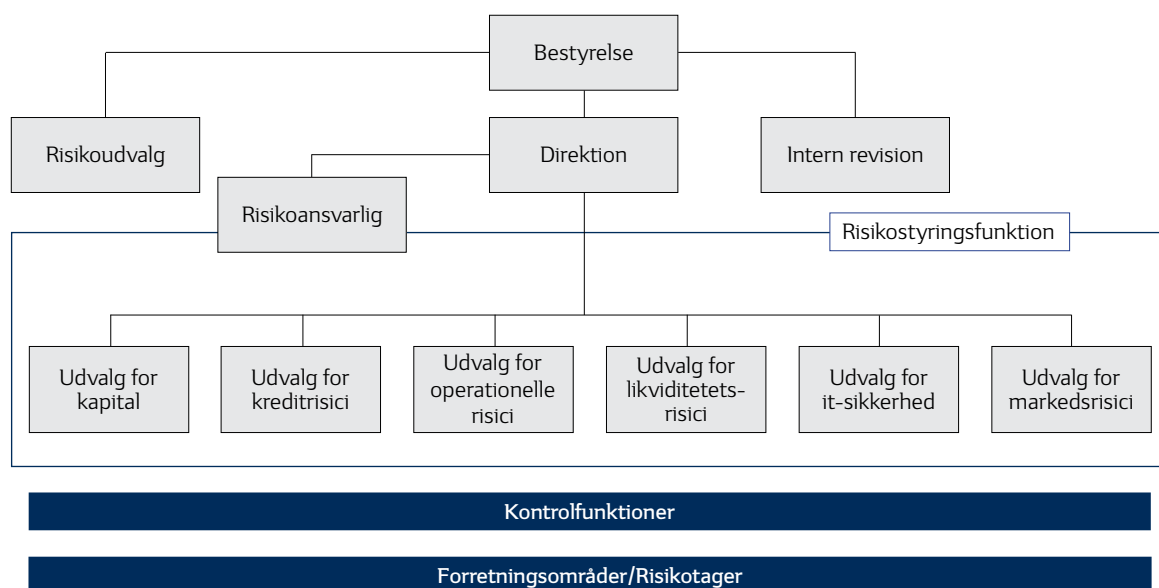 Bestyrelse
Risikoudvalg
Direktion
Intern revision
Risikoansvarlig
Risikostyringsfunktion
Udvalg for
kapital
Udvalg for
kreditrisici
Udvalg for
operationelle
risici
Udvalg for
likviditetets-
risici
Udvalg for
it-sikkerhed
Udvalg for
markedsrisici
Kontrolfunktioner
Forretningsområder/Risikotager